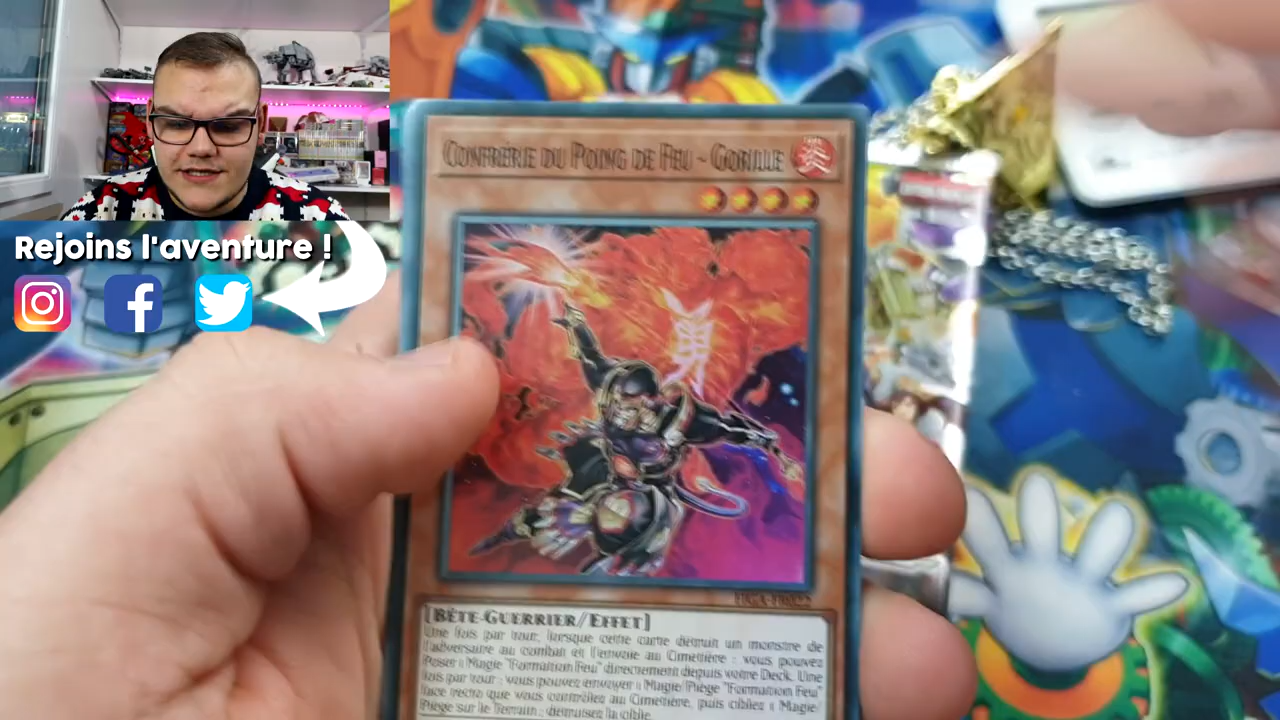 Rejoins l'aventure !
Confrérie du Poing de Feu - Gorille
炎
勇
[Bête-Guerrier/Effet]
Une fois par tour, lorsque cette carte détruit un monstre de
l'adversaire au combat et l'envoie au Cimetière : vous pouvez
Poser 1 Magie "Formation Feu" directement depuis votre Deck. Une
fois par tour : vous pouvez envoyer 1 Magie/Piège "Formation Feu"
face recto que vous contrôlez au Cimetière, puis ciblez 1 Magie/
Piège sur le Terrain ; détruisez la cible.